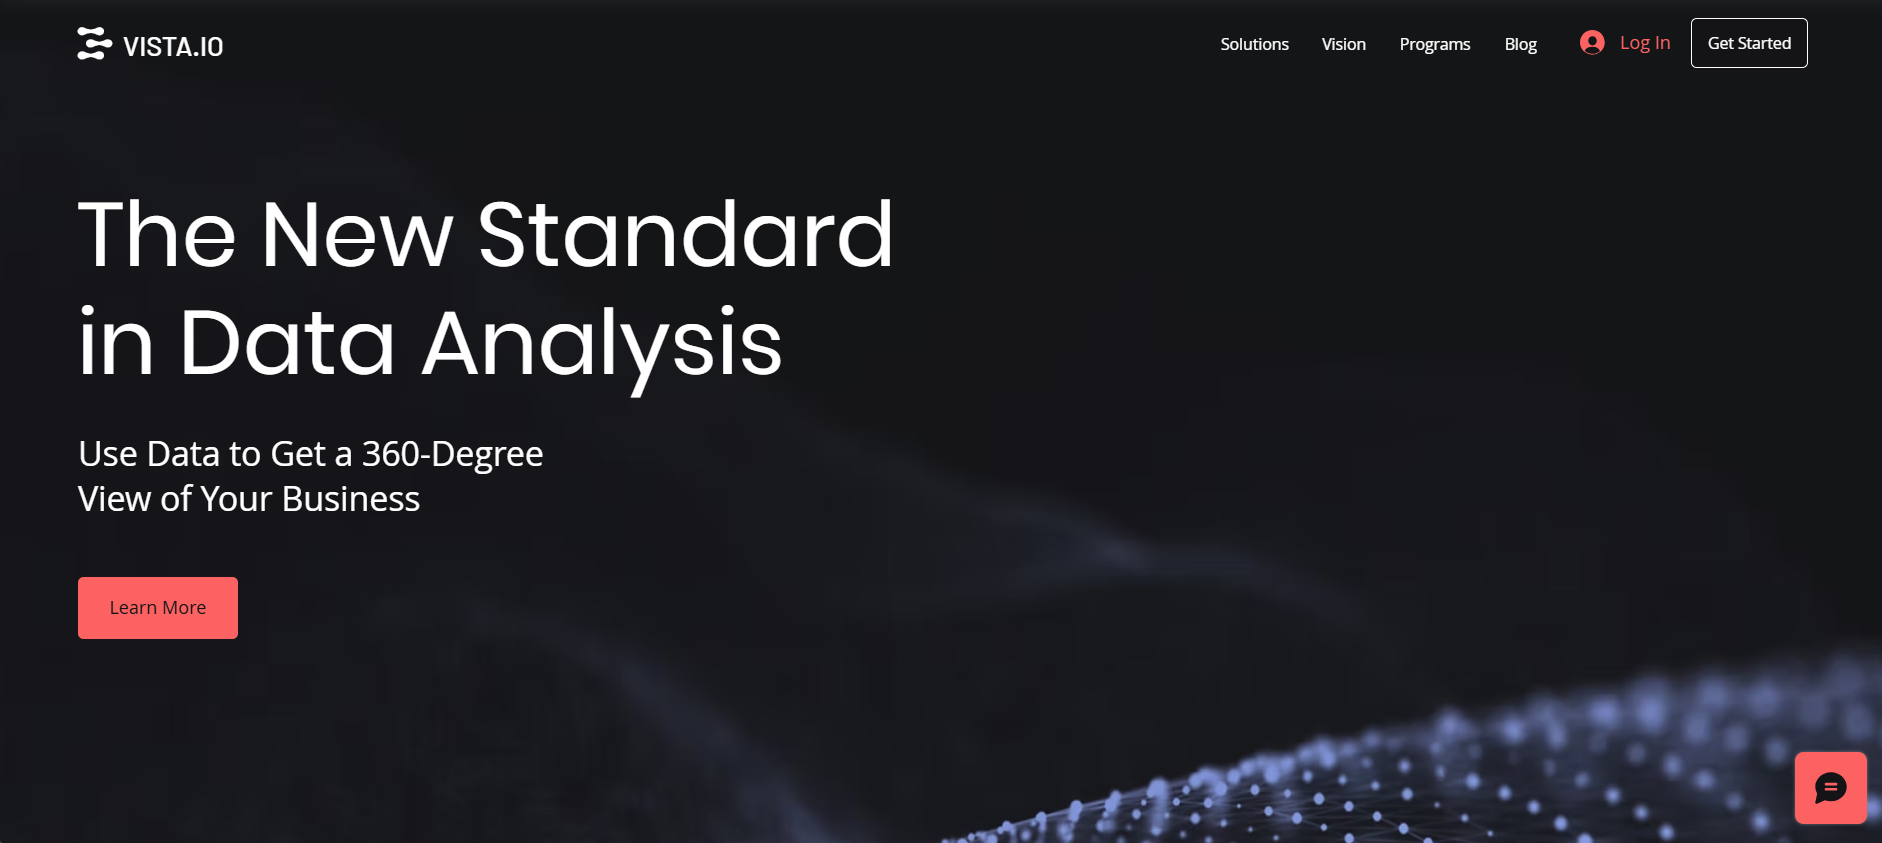 VISTA.IO
Solutions Vision Programs Blog Log In Get Started
The New Standard
in Data Analysis
Use Data to Get a 360-Degree
View of Your Business
Learn More